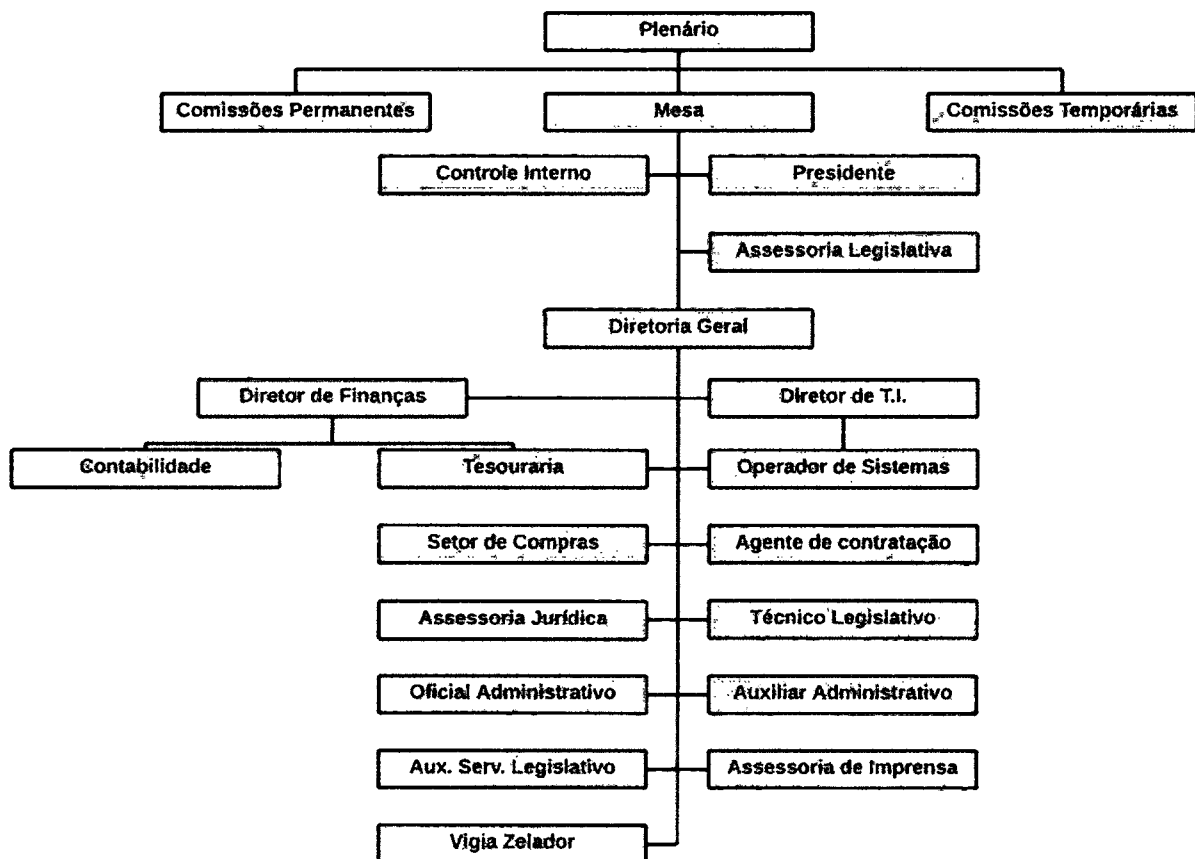 Plenário
Comissões Permanentes
Mesa
Comissões Temporárias
Controle Interno
Presidente
Assessoria Legislativa
Diretoria Geral
Diretor de Finanças
Diretor de T.I.
Contabilidade
Tesouraria
Operador de Sistemas
Setor de Compras
Agente de contratação
Assessoria Jurídica
Técnico Legislativo
Oficial Administrativo
Auxiliar Administrativo
Aux. Serv. Legislativo
Assessoria de Imprensa
Vigia Zelador